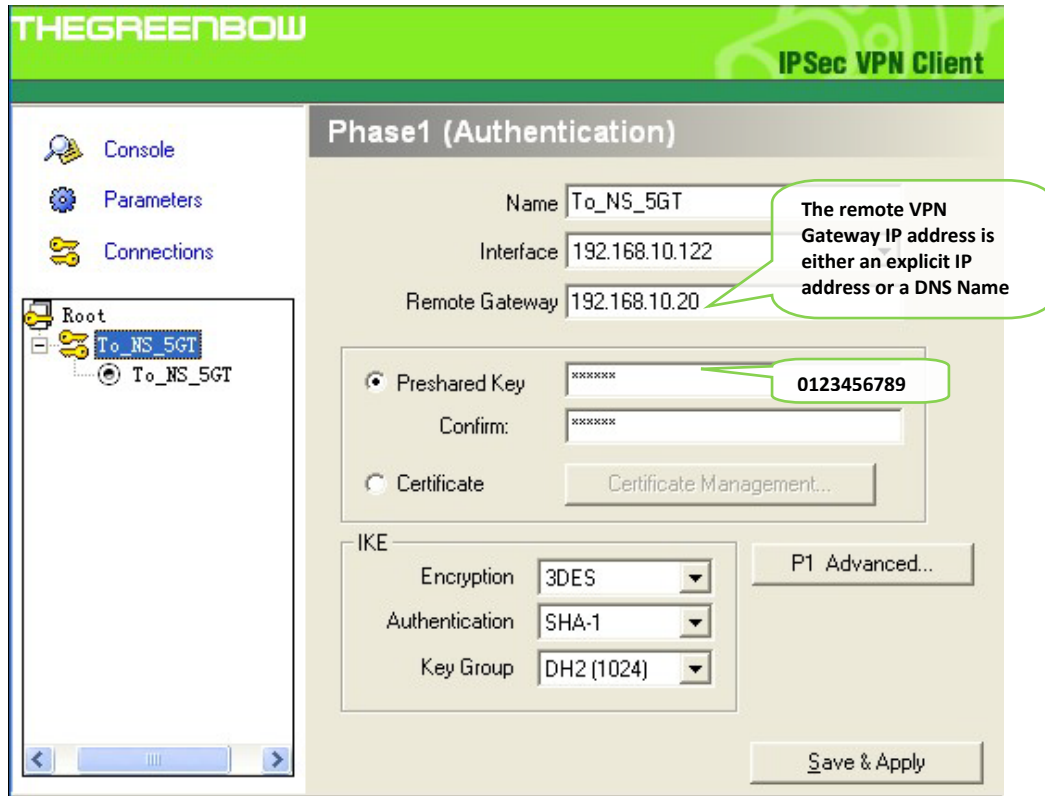 THEGREENBOW
IPSec VPN Client
Console
Parameters
Connections
Root
To_NS_5GT
To_NS_5GT
Phase1 (Authentication)
Name To_NS_5GT
Interface 192.168.10.122
Remote Gateway 192.168.10.20
The remote VPN
Gateway IP address is
either an explicit IP
address or a DNS Name
Preshared Key ******
0123456789
Confirm: ******
Certificate Certificate Management...
IKE
Encryption 3DES
Authentication SHA-1
Key Group DH2 (1024)
P1 Advanced...
Save & Apply